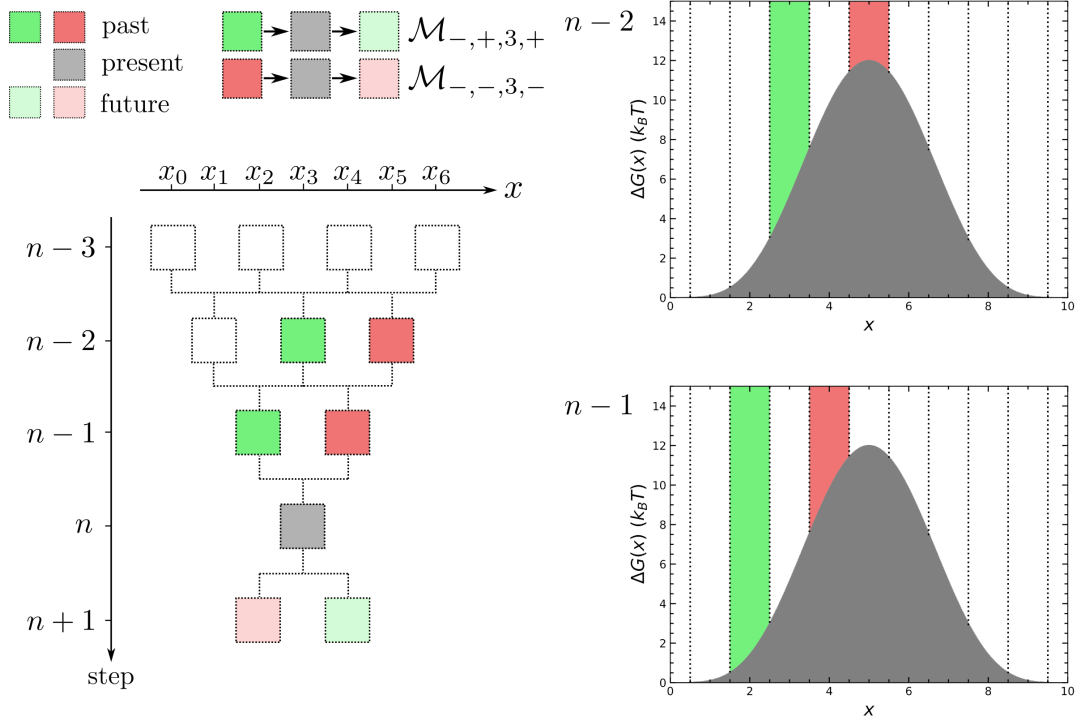 past
present
future
ℳ₋,₊,₃,₊
ℳ₋,₋,₃,₋
x₀ x₁ x₂ x₃ x₄ x₅ x₆
x
n − 3
n − 2
n − 1
n
n + 1
step
n − 2
ΔG(x) (k_BT)
14
12
10
8
6
4
2
0
0 2 4 6 8 10
x
n − 1
ΔG(x) (k_BT)
14
12
10
8
6
4
2
0
0 2 4 6 8 10
x